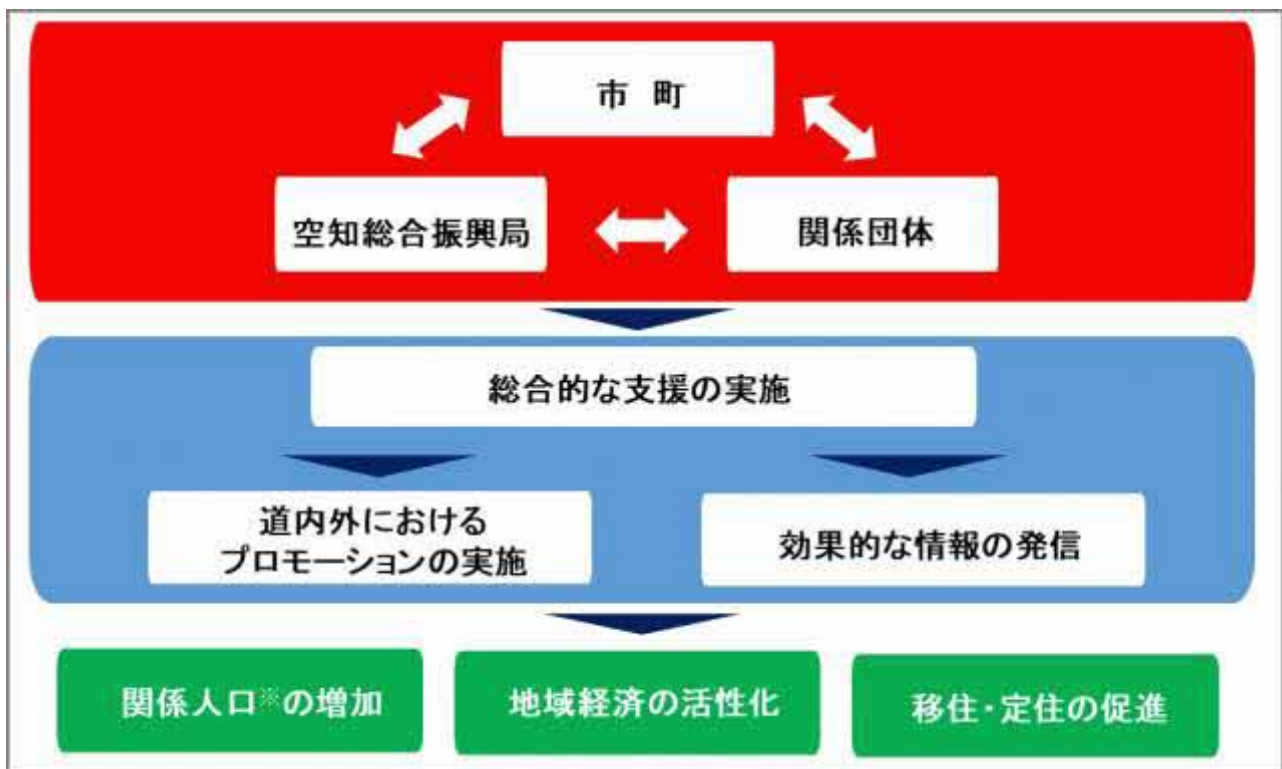 市 町
空知総合振興局
関係団体
総合的な支援の実施
道内外における
プロモーションの実施
効果的な情報の発信
関係人口※の増加
地域経済の活性化
移住・定住の促進